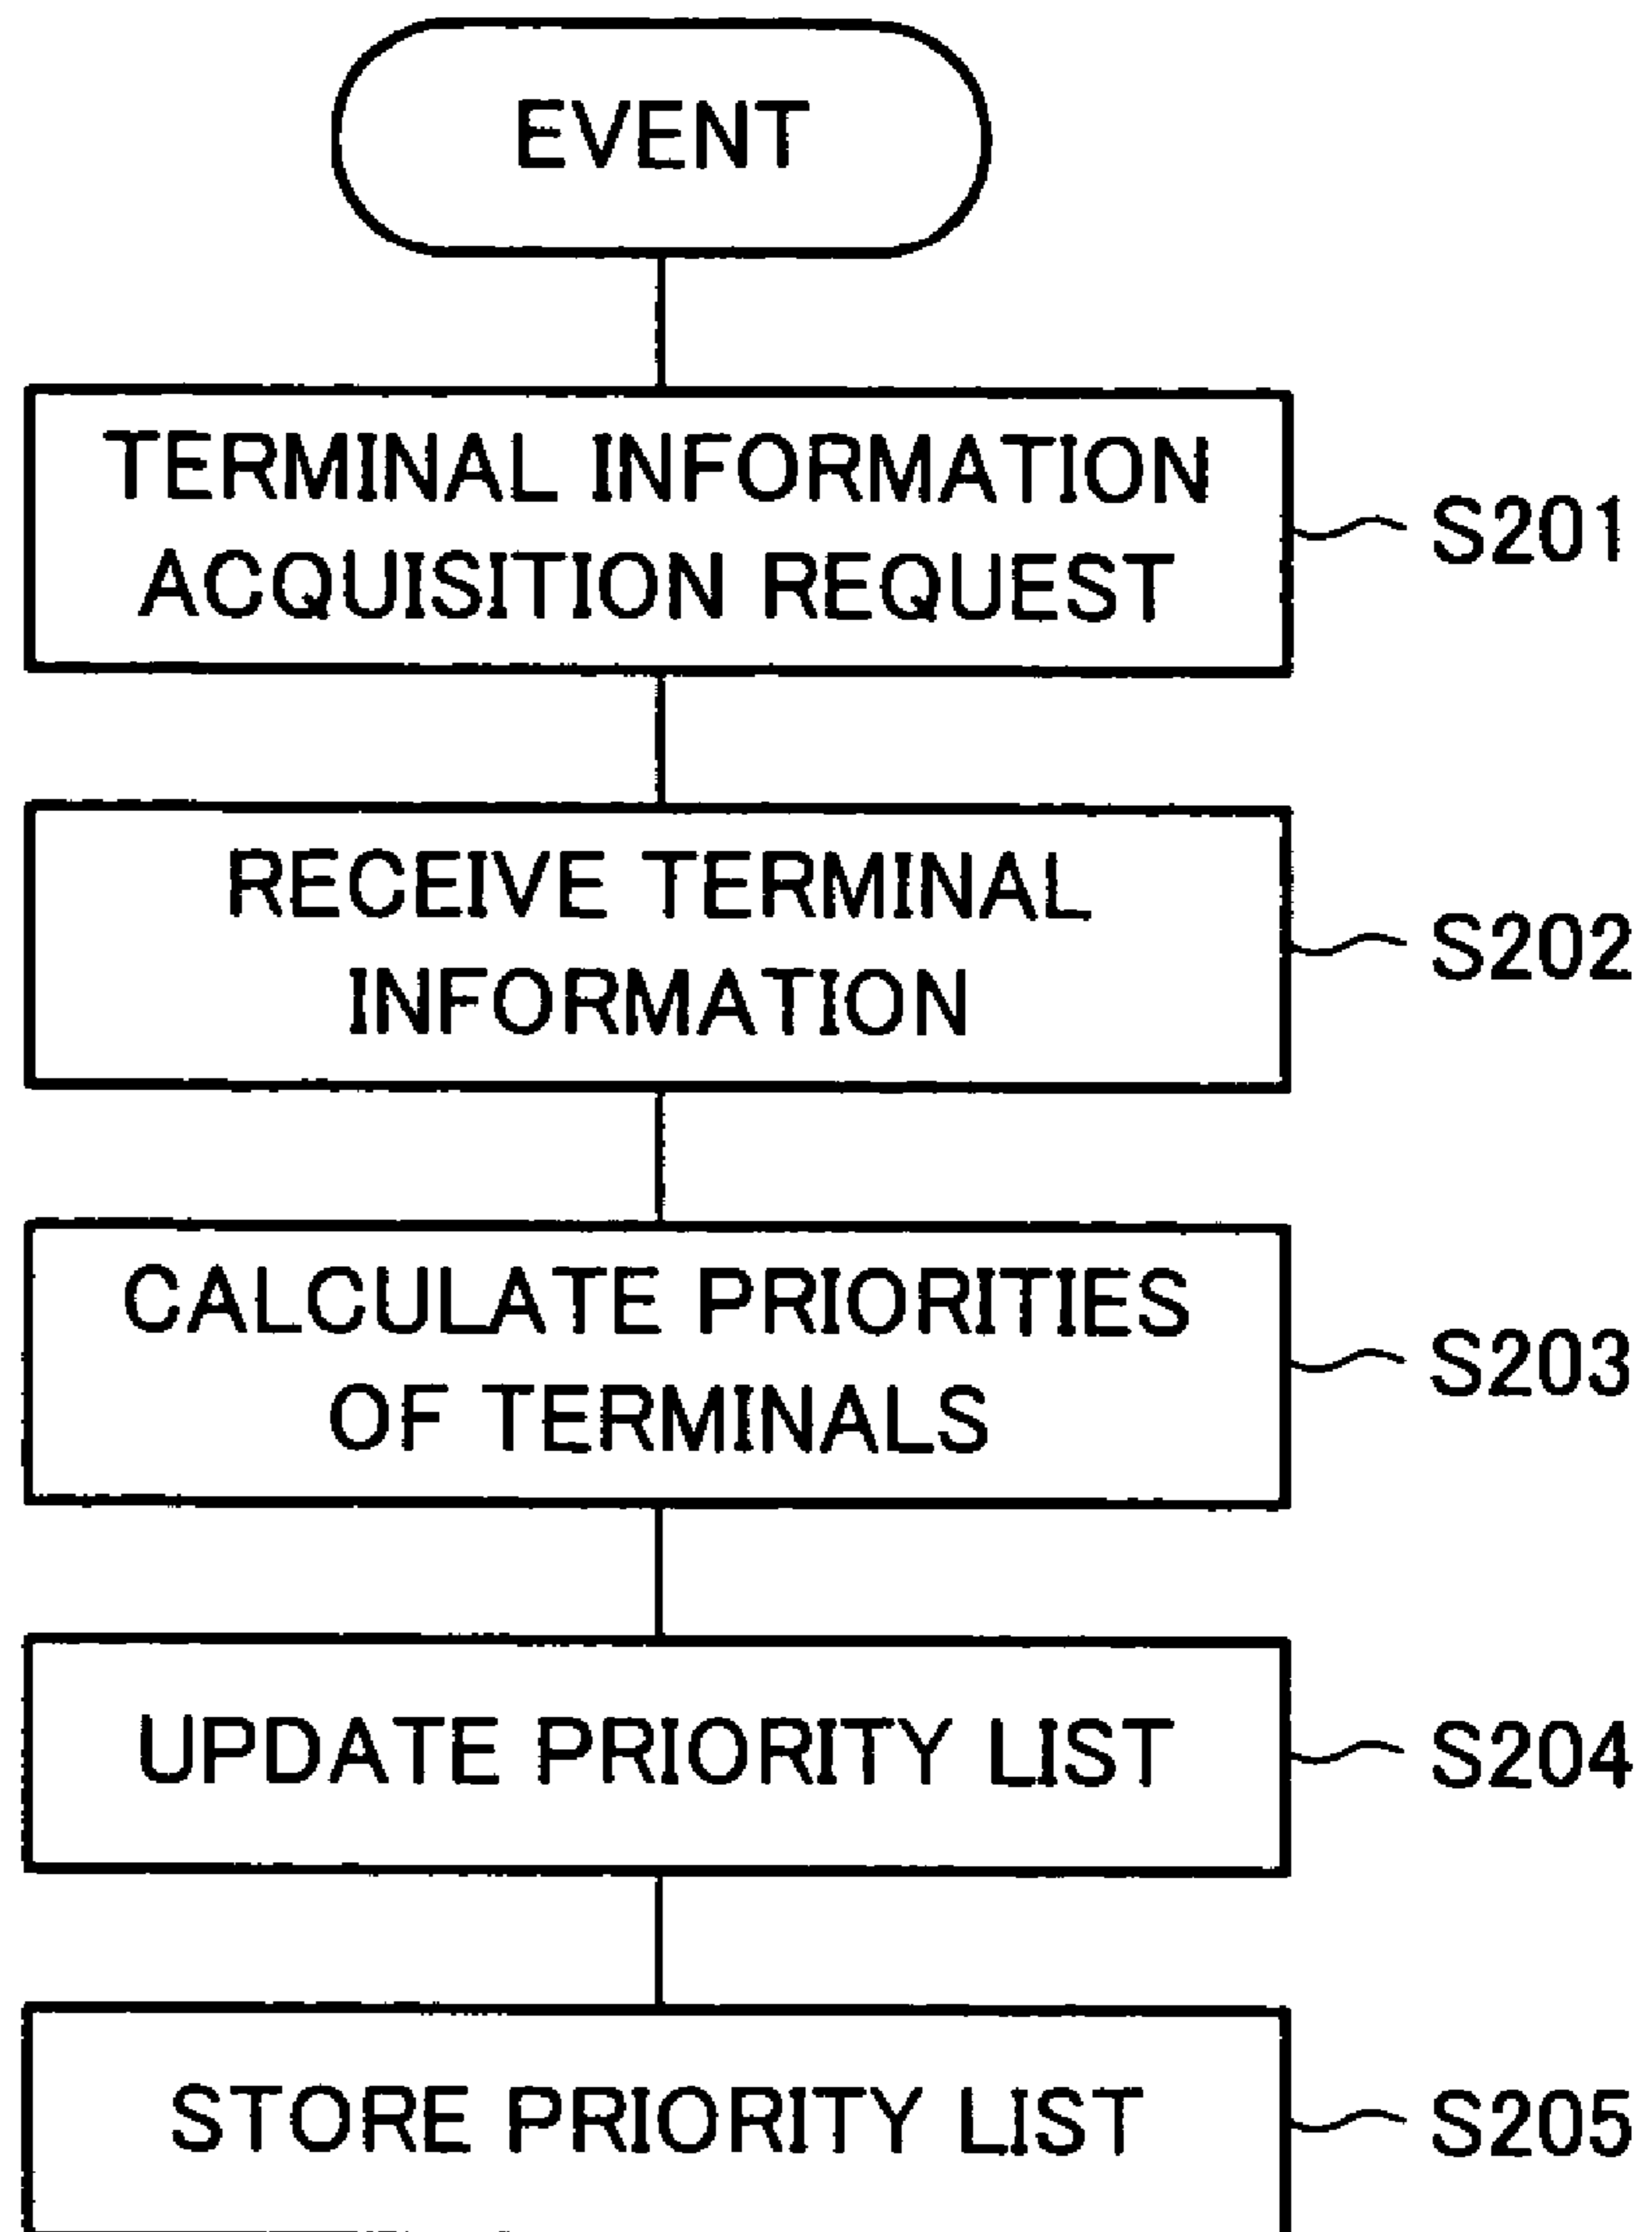 EVENT
TERMINAL INFORMATION
ACQUISITION REQUEST
S201
RECEIVE TERMINAL
INFORMATION
S202
CALCULATE PRIORITIES
OF TERMINALS
S203
UPDATE PRIORITY LIST
S204
STORE PRIORITY LIST
S205